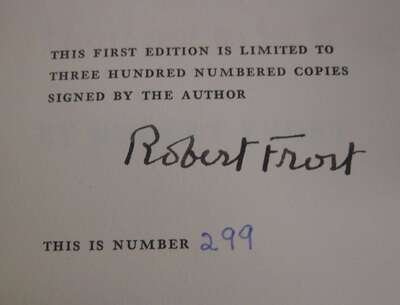 THIS FIRST EDITION IS LIMITED TO
THREE HUNDRED NUMBERED COPIES
SIGNED BY THE AUTHOR
Robert Frost
THIS IS NUMBER 299